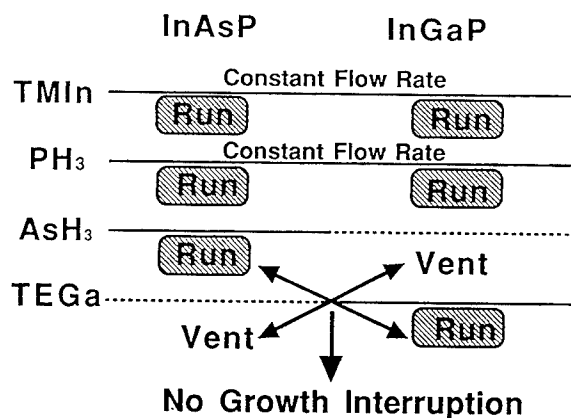 InAsP InGaP
TMIn Constant Flow Rate
Run Run
PH₃ Constant Flow Rate
Run Run
AsH₃
Run
Vent
TEGa
Vent Run
No Growth Interruption